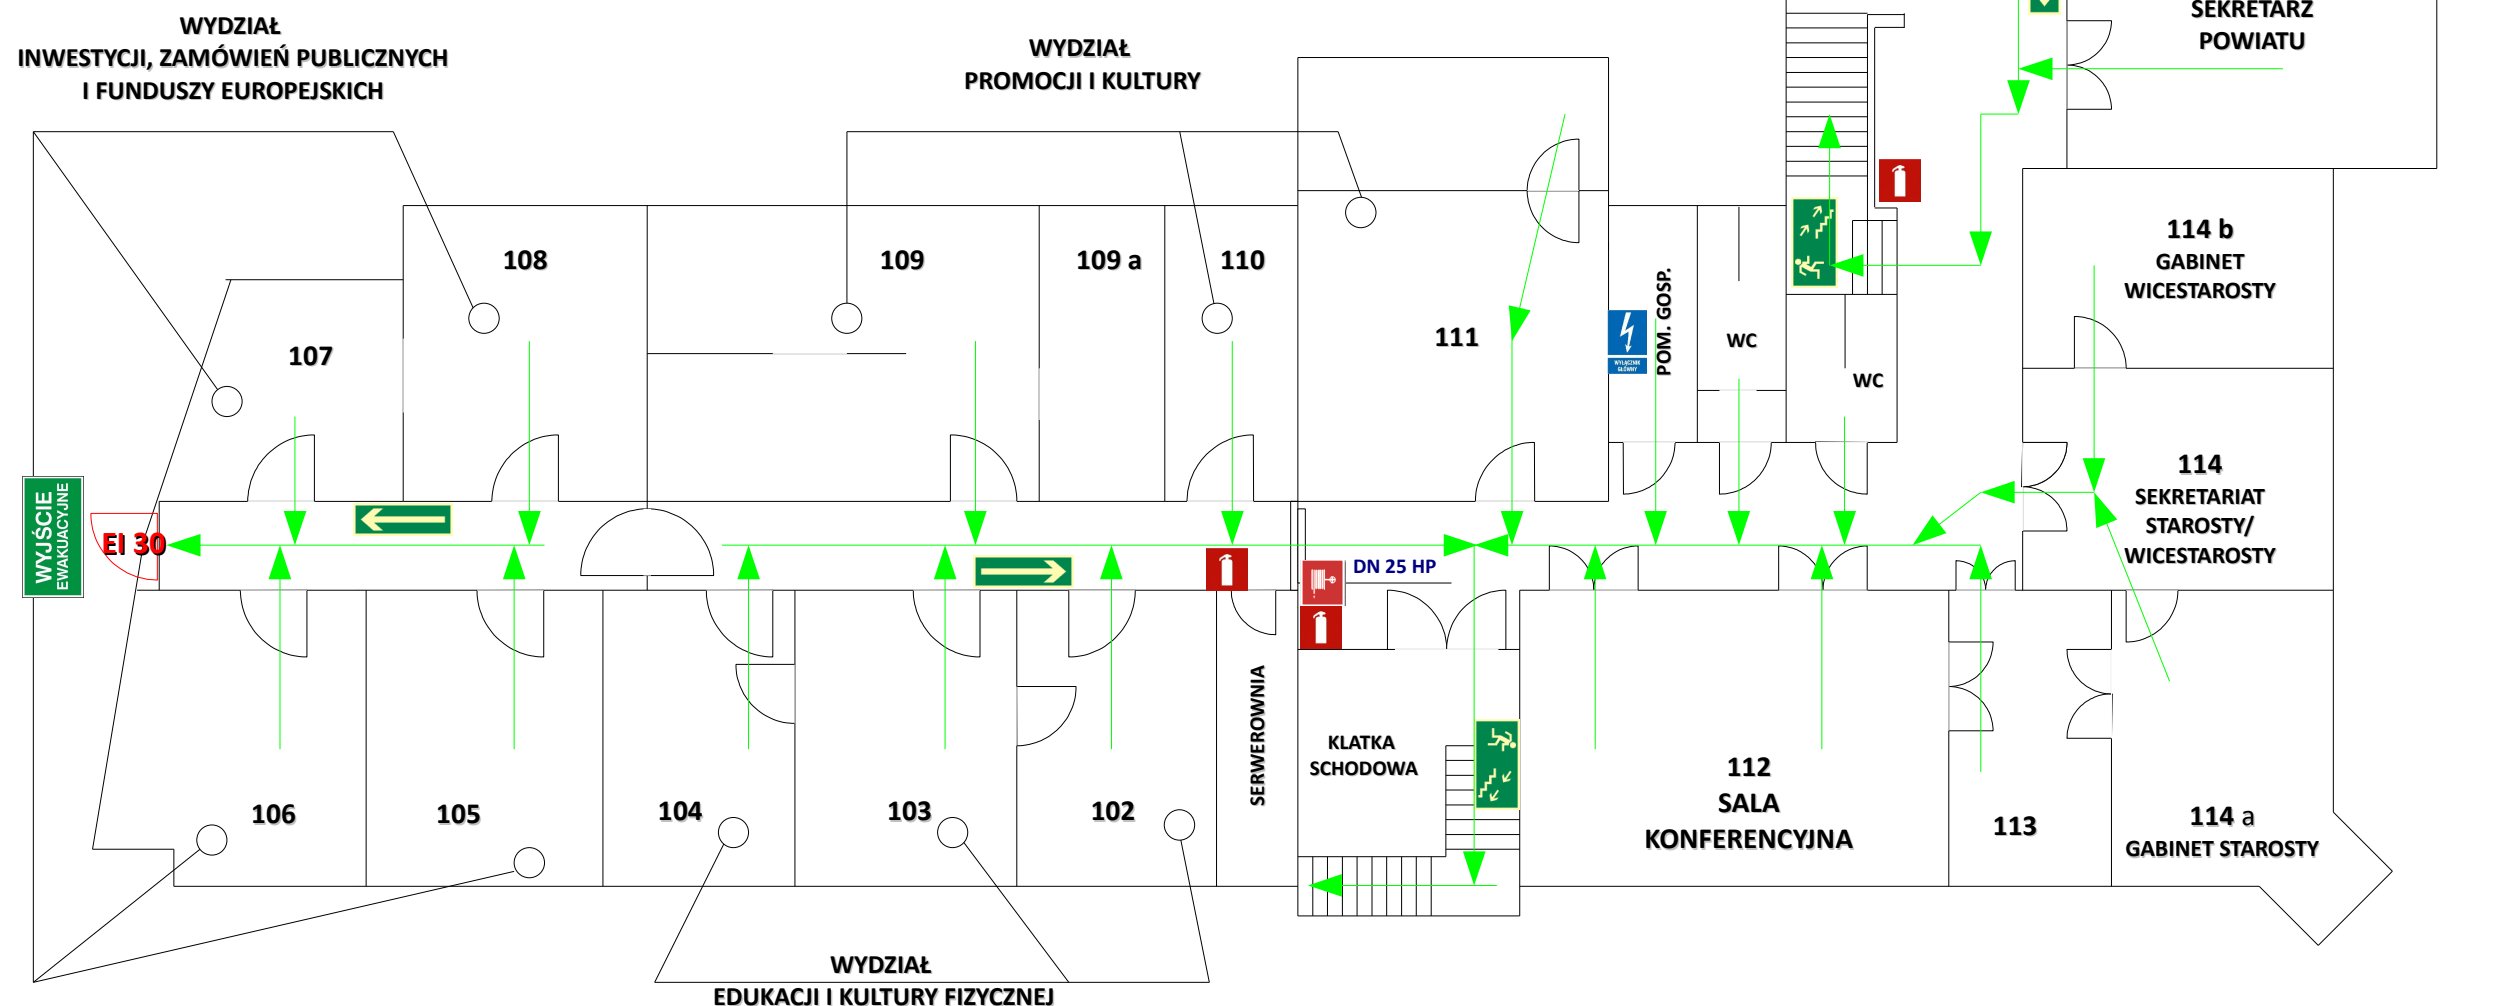 WYDZIAŁ
INWESTYCJI, ZAMÓWIEŃ PUBLICZNYCH
I FUNDUSZY EUROPEJSKICH
WYDZIAŁ
PROMOCJI I KULTURY
SEKRETARZ
POWIATU
108
109
109 a
110
107
111
POM. GOSP.
WYŁĄCZNIK
GŁÓWNY
WC
WC
114 b
GABINET
WICESTAROSTY
114
SEKRETARIAT
STAROSTY/
WICESTAROSTY
WYJŚCIE
EWAKUACYJNE
EI 30
DN 25 HP
106
105
104
103
102
SERWEROWNIA
KLATKA
SCHODOWA
112
SALA
KONFERENCYJNA
113
114 a
GABINET STAROSTY
WYDZIAŁ
EDUKACJI I KULTURY FIZYCZNEJ